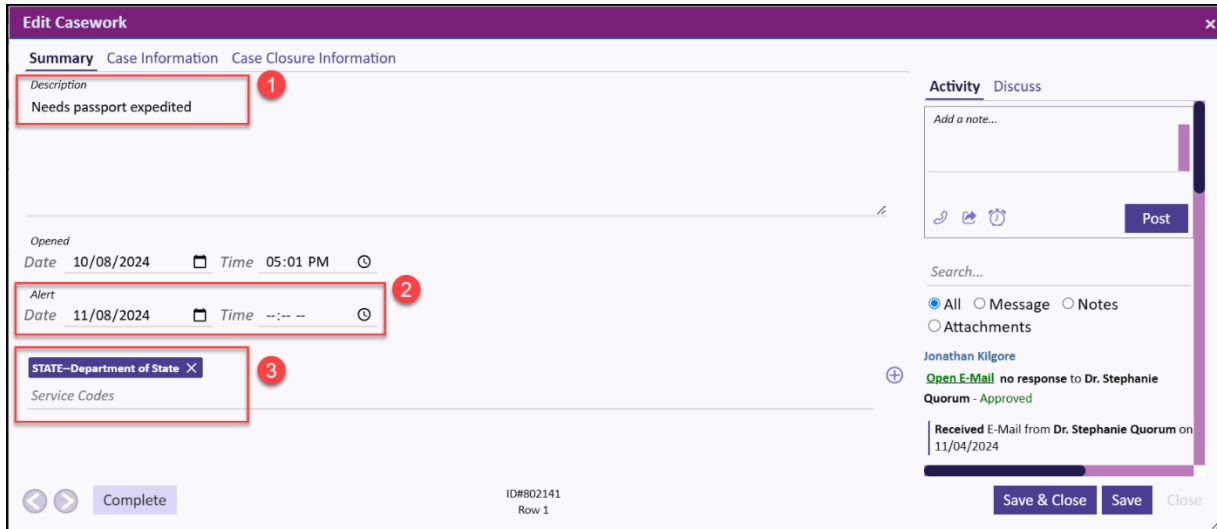 Edit Casework
×
Summary Case Information Case Closure Information
1
Description
Needs passport expedited
Opened
Date 10/08/2024 Time 05:01 PM
2
Alert
Date 11/08/2024 Time --:-- --
3
STATE--Department of State ×
Service Codes
Complete
ID#802141
Row 1
Activity Discuss
Add a note...
Post
Search...
All Message Notes
Attachments
Jonathan Kilgore
Open E-Mail no response to Dr. Stephanie
Quorum - Approved
Received E-Mail from Dr. Stephanie Quorum on
11/04/2024
Save & Close Save Close